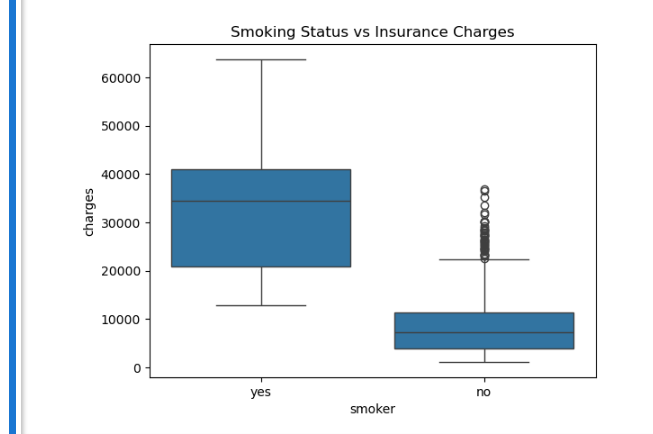 Smoking Status vs Insurance Charges
60000
50000
40000
30000
20000
10000
0
charges
yes
no
smoker